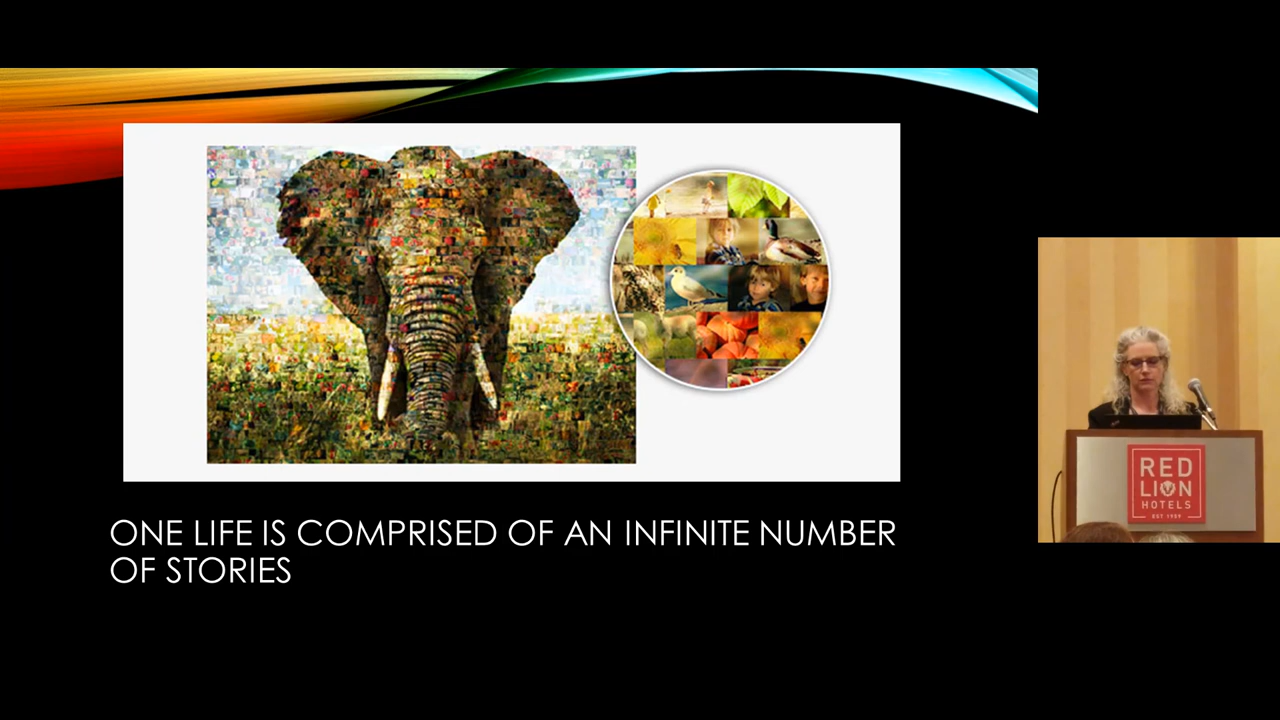 ONE LIFE IS COMPRISED OF AN INFINITE NUMBER
OF STORIES
RED
LION
HOTELS
EST 1959